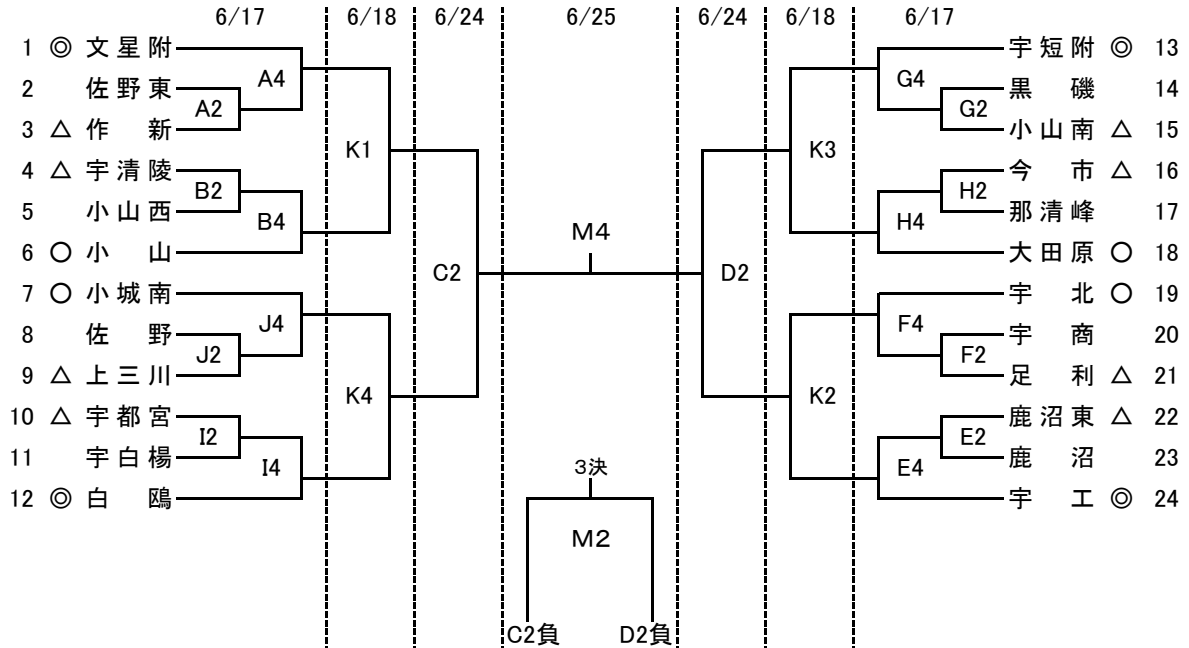 6/17 6/18 6/24 6/25 6/24 6/18 6/17
1 ◎ 文星附 宇短附 ◎ 13
A4 G4
2 佐野東 黒磯 14
A2 G2
3 △ 作新 小山南 △ 15
K1 K3
4 △ 宇清陵 今市 △ 16
B2 H2
5 小山西 那清峰 17
B4 H4
M4
6 ○ 小山 大田原 ○ 18
C2 D2
7 ○ 小城南 宇北 ○ 19
J4 F4
8 佐野 宇商 20
J2 F2
9 △ 上三川 足利 △ 21
K4 K2
10 △ 宇都宮 鹿沼東 △ 22
I2 E2
11 宇白楊 鹿沼 23
I4 3決 E4
12 ◎ 白鴎 宇工 ◎ 24
M2
C2負 D2負